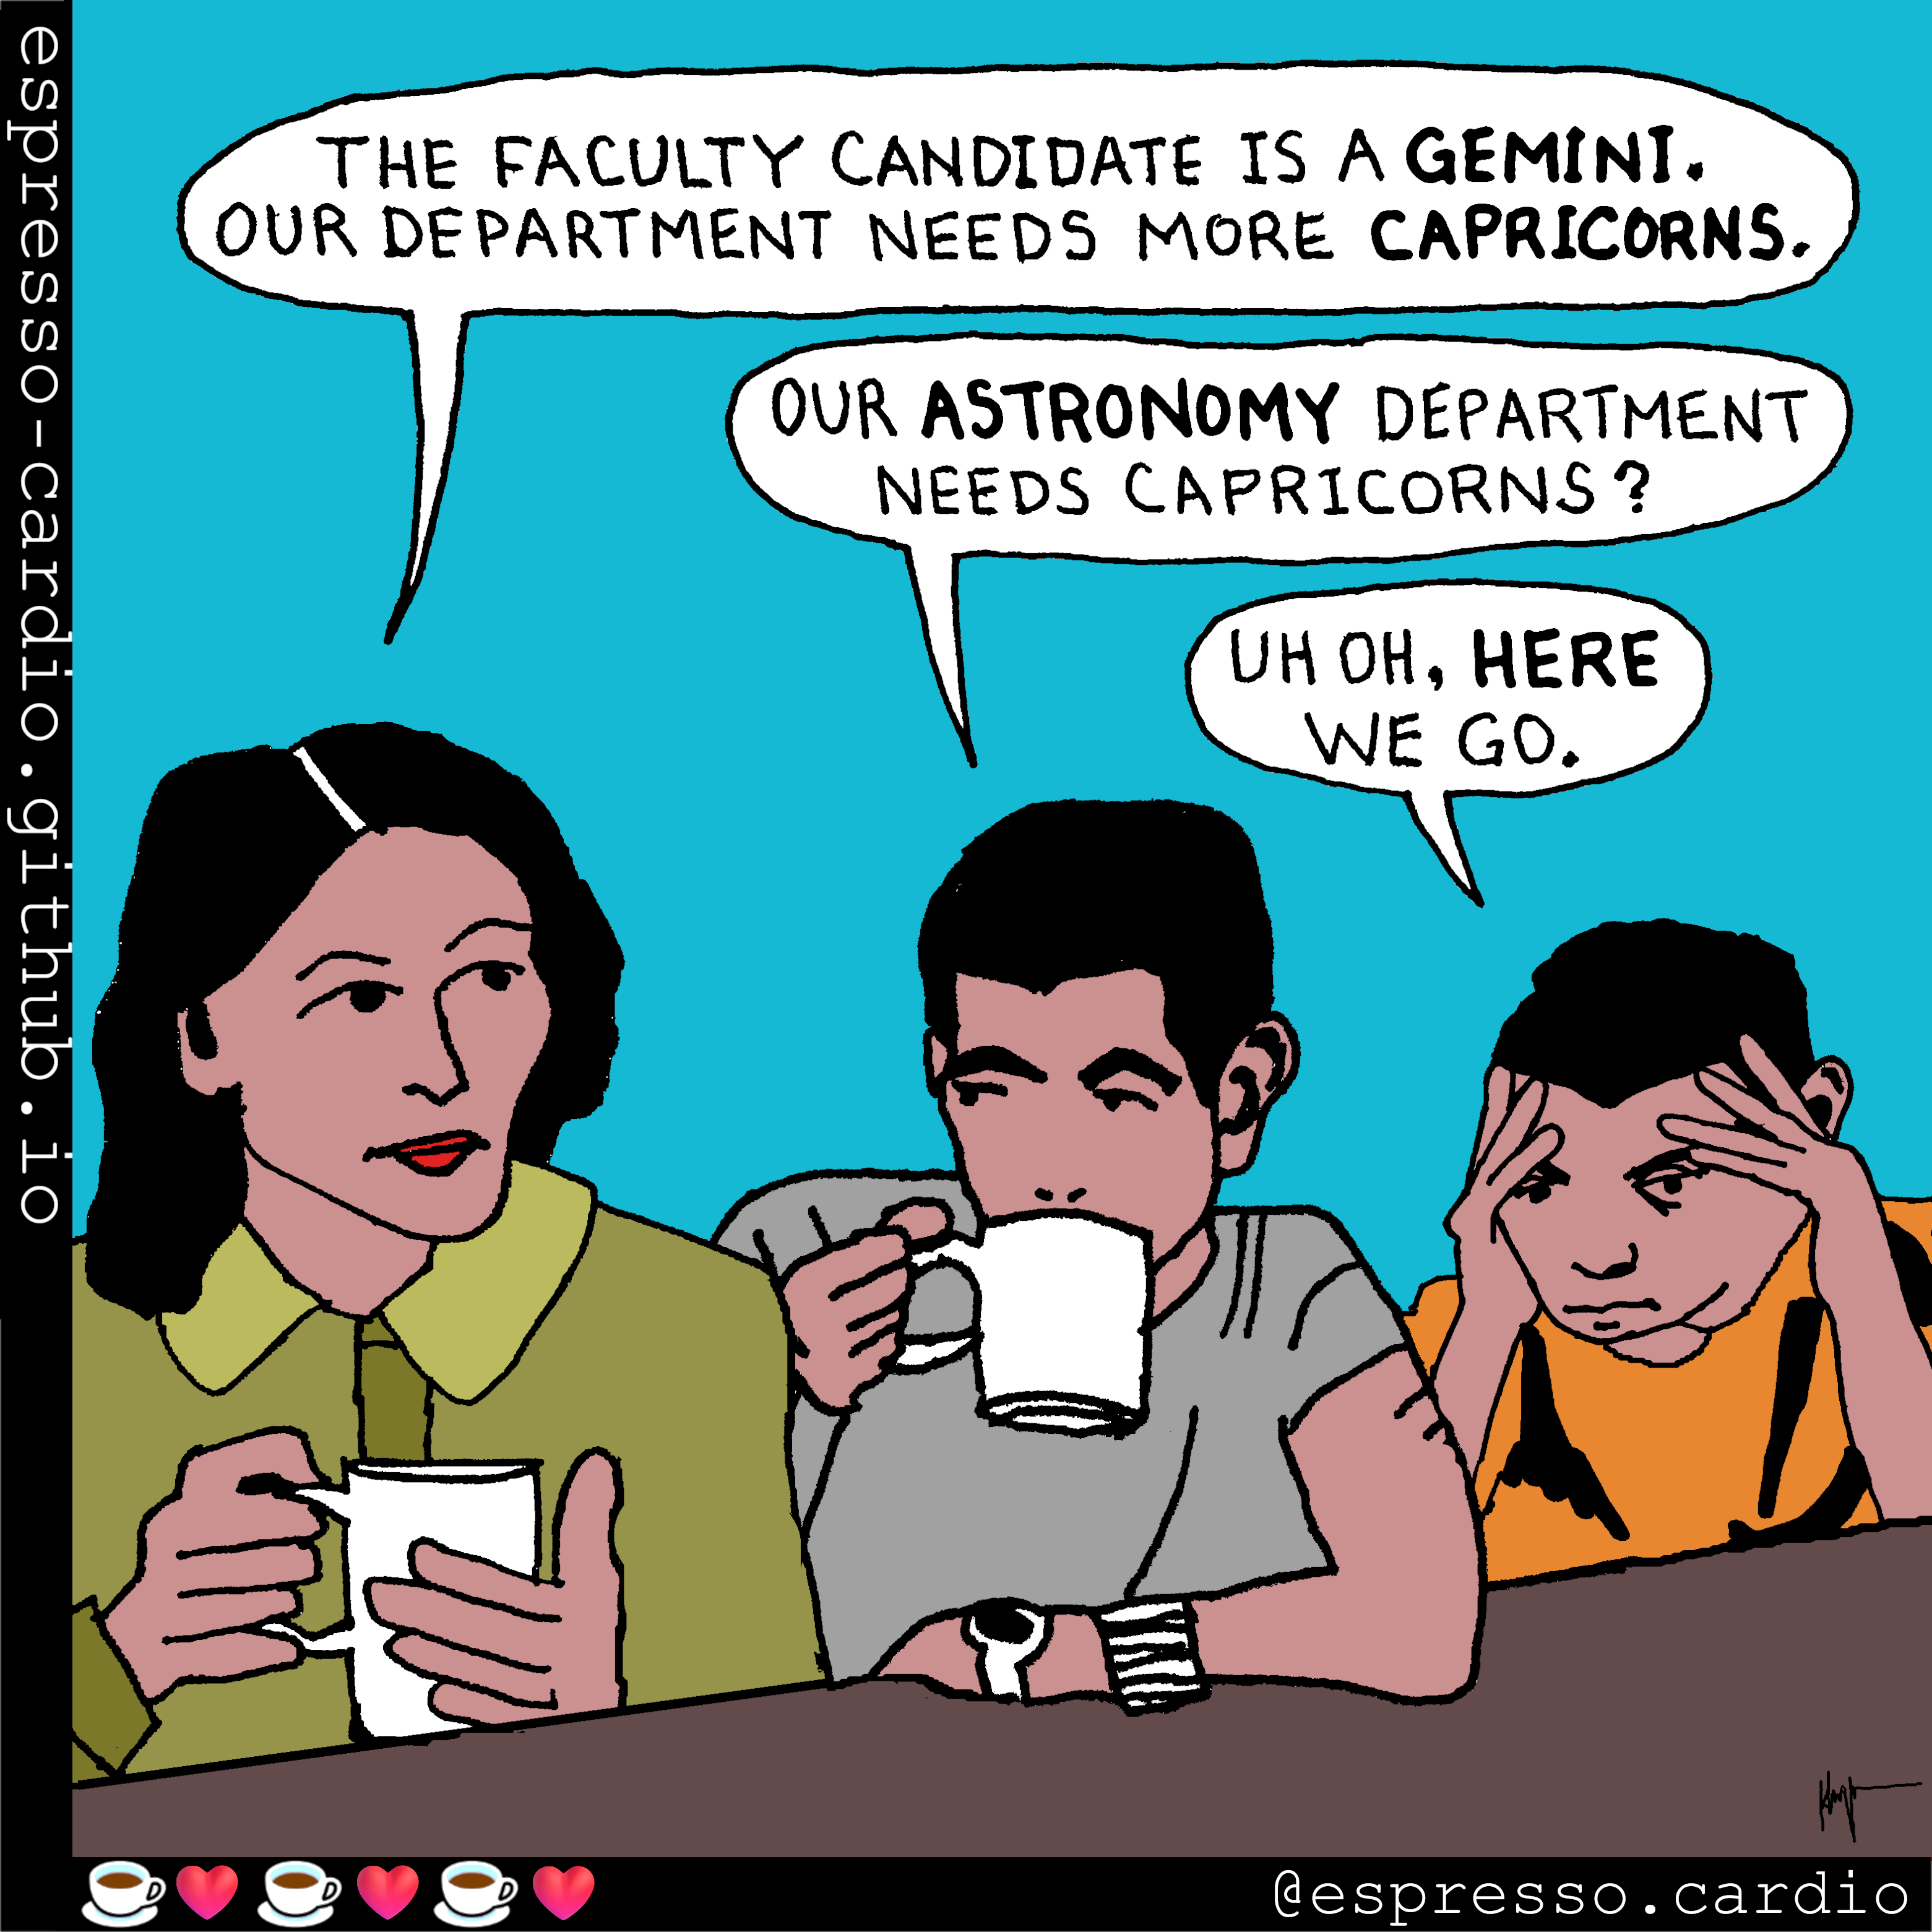 espresso-cardio.github.io
THE FACULTY CANDIDATE IS A GEMINI.
OUR DEPARTMENT NEEDS MORE CAPRICORNS.
OUR ASTRONOMY DEPARTMENT
NEEDS CAPRICORNS?
UH OH, HERE
WE GO.
@espresso.cardio